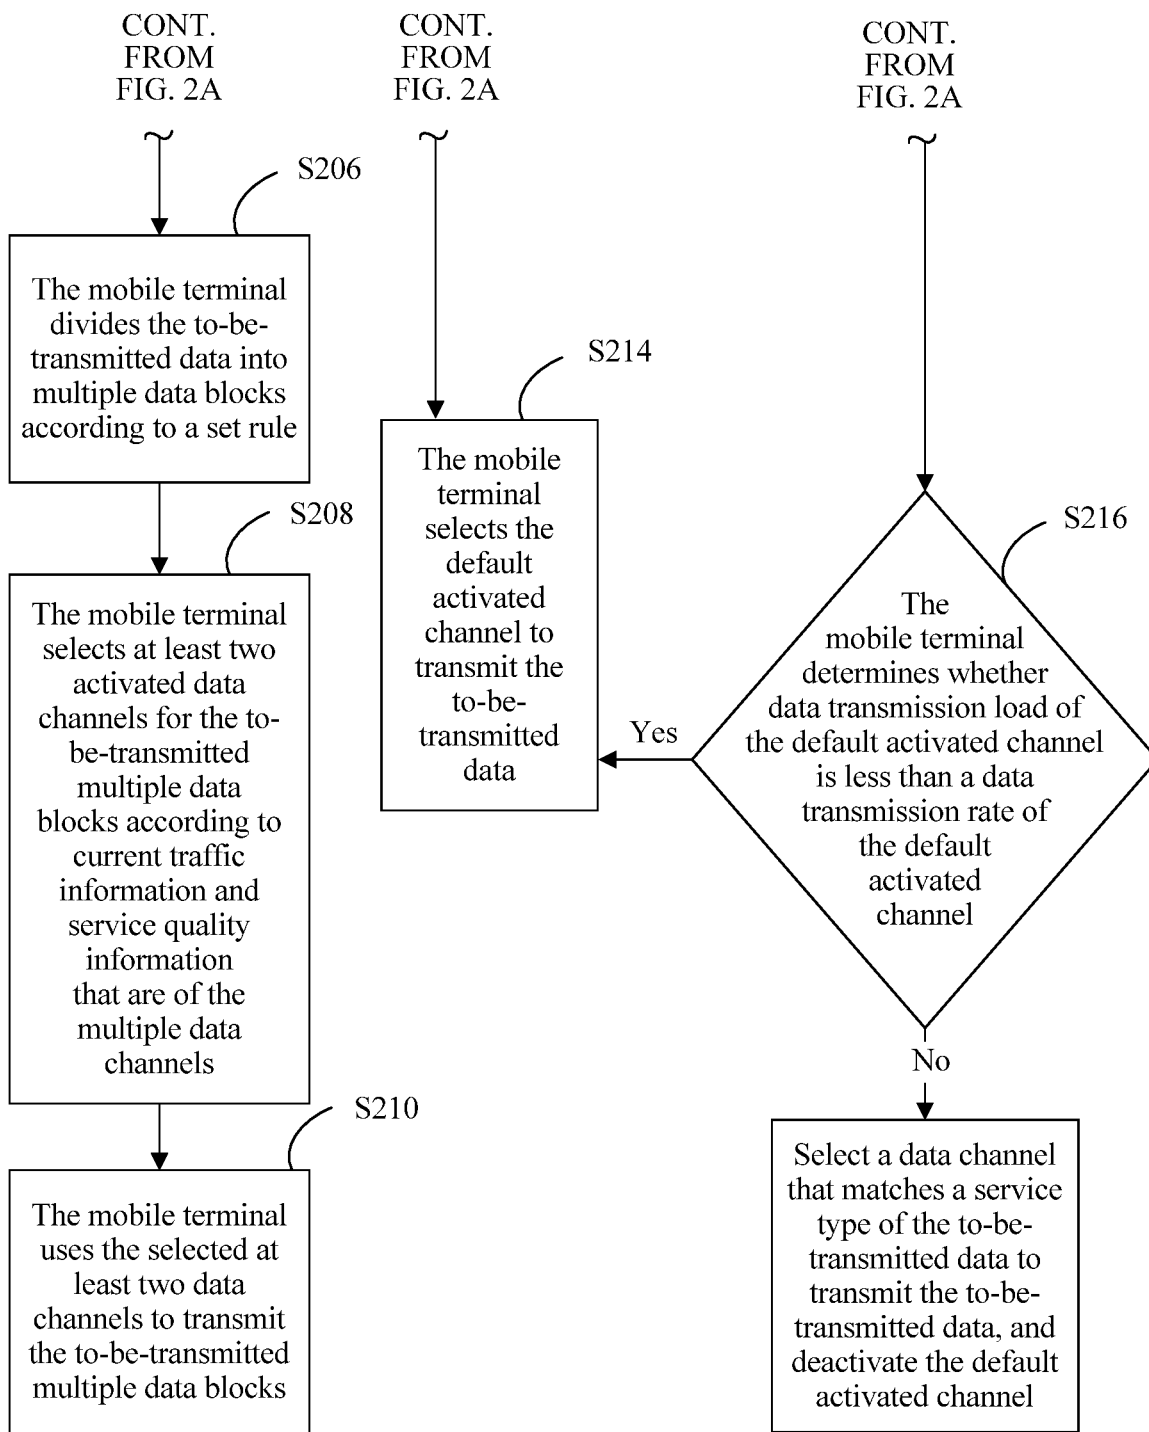 CONT.
FROM
FIG. 2A
S206
The mobile terminal
divides the to-be-
transmitted data into
multiple data blocks
according to a set rule
S208
The mobile terminal
selects at least two
activated data
channels for the to-
be-transmitted
multiple data
blocks according to
current traffic
information and
service quality
information
that are of the
multiple data
channels
S210
The mobile terminal
uses the selected at
least two data
channels to transmit
the to-be-transmitted
multiple data blocks
CONT.
FROM
FIG. 2A
S214
The mobile
terminal
selects the
default
activated
channel to
transmit the
to-be-
transmitted
data
CONT.
FROM
FIG. 2A
S216
The
mobile terminal
determines whether
data transmission load of
the default activated channel
is less than a data
transmission rate of
the default
activated
channel
Yes
No
Select a data channel
that matches a service
type of the to-be-
transmitted data to
transmit the to-be-
transmitted data, and
deactivate the default
activated channel